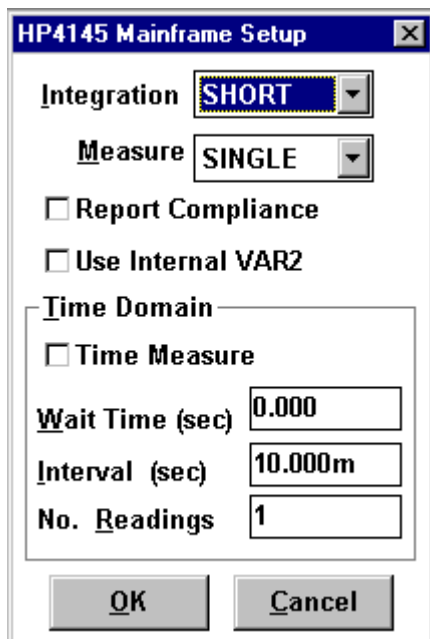 HP4145 Mainframe Setup
Integration SHORT
Measure SINGLE
Report Compliance
Use Internal VAR2
Time Domain
Time Measure
Wait Time (sec) 0.000
Interval (sec) 10.000m
No. Readings 1
OK Cancel